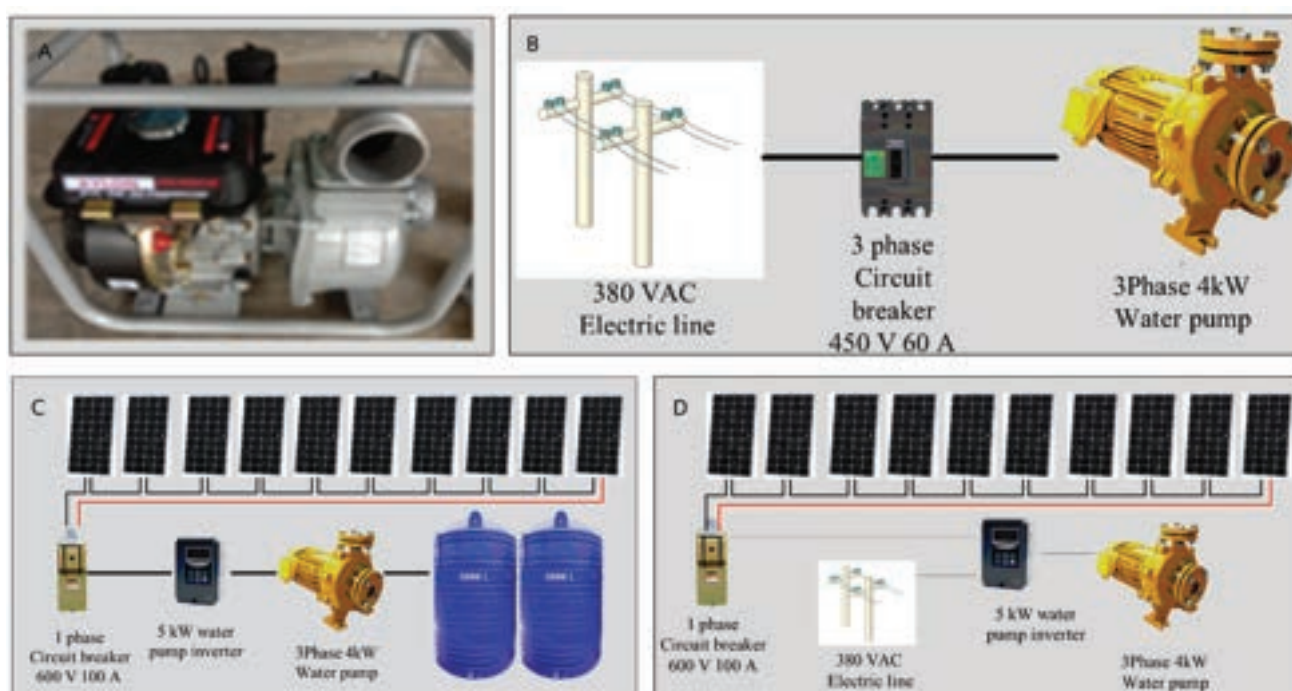 A
B
380 VAC
Electric line
3 phase
Circuit
breaker
450 V 60 A
3Phase 4kW
Water pump
C
1 phase
Circuit breaker
600 V 100 A
5 kW water
pump inverter
3Phase 4kW
Water pump
D
1 phase
Circuit breaker
600 V 100 A
380 VAC
Electric line
5 kW water
pump inverter
3Phase 4kW
Water pump